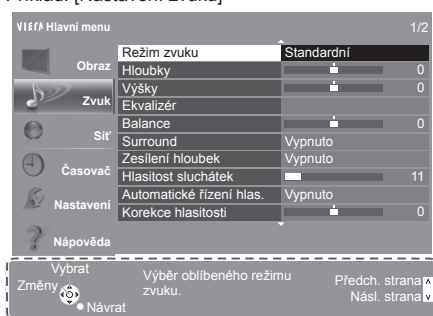 Příklad: [Nastavení zvuku]
VIErA Hlavní menu 1/2
Obraz
Zvuk
Síť
Časovač
Nastavení
Nápověda
Režim zvuku Standardní
Hloubky 0
Výšky 0
Ekvalizér
Balance 0
Surround Vypnuto
Zesílení hloubek Vypnuto
Hlasitost sluchátek 11
Automatické řízení hlas. Vypnuto
Korekce hlasitosti 0
Vybrat
Změny
Návrat
Výběr oblíbeného režimu
zvuku.
Předch. strana
Násl. strana